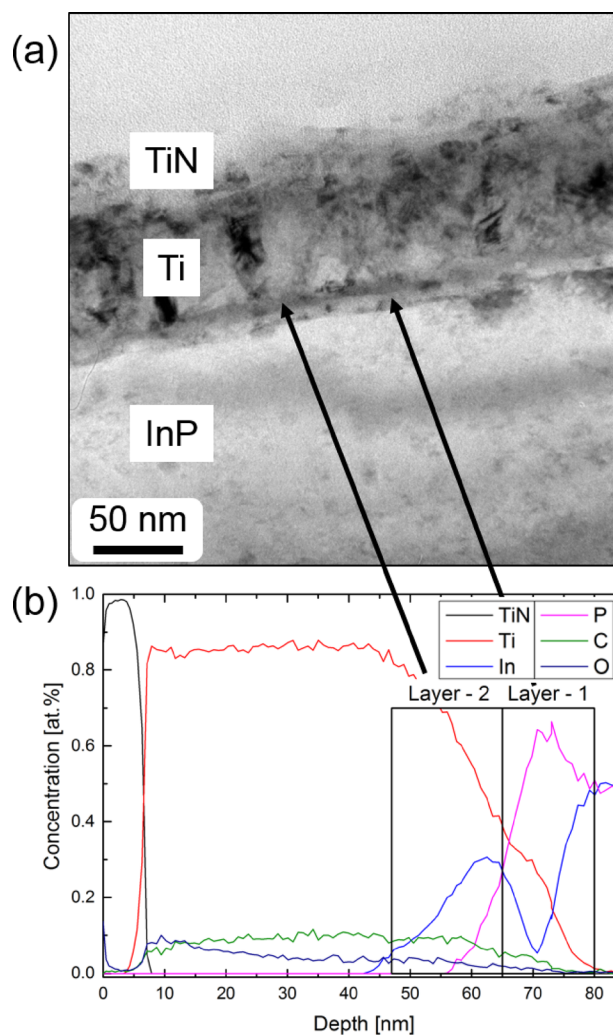 (a)
TiN
Ti
InP
50 nm
(b)
1.0
0.8
0.6
0.4
0.2
0.0
Concentration [at.%]
TiN P
Ti C
In O
Layer - 2 Layer - 1
0 10 20 30 40 50 60 70 80
Depth [nm]